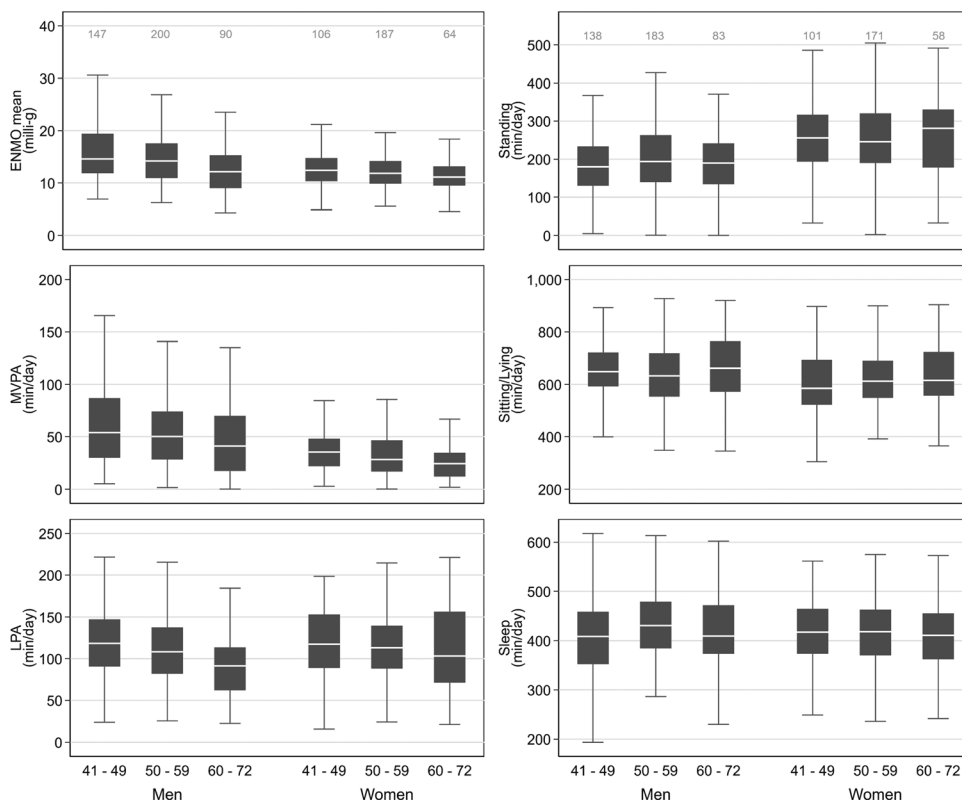 ENMO mean
(milli-g)
40
30
20
10
0
147 200 90 106 187 64
Standing
(min/day)
500
400
300
200
100
0
138 183 83 101 171 58
MVPA
(min/day)
200
150
100
50
0
Sitting/Lying
(min/day)
1,000
800
600
400
200
LPA
(min/day)
250
200
150
100
50
0
41 - 49 50 - 59 60 - 72 41 - 49 50 - 59 60 - 72
Men Women
Sleep
(min/day)
600
500
400
300
200
41 - 49 50 - 59 60 - 72 41 - 49 50 - 59 60 - 72
Men Women